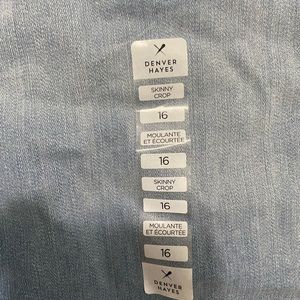 DENVER
HAYES
SKINNY
CROP
16
MOULANTE
ET ÉCOURTÉE
16
SKINNY
CROP
16
MOULANTE
ET ÉCOURTÉE
16
DENVER
HAYES